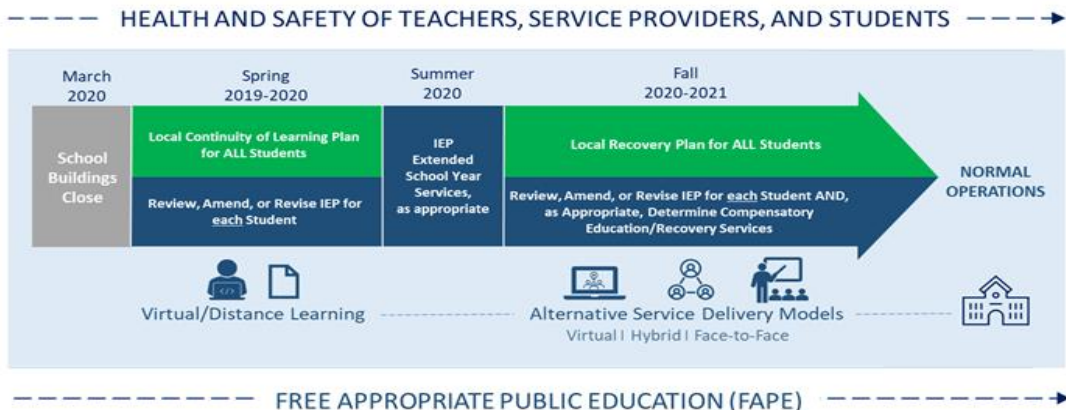 HEALTH AND SAFETY OF TEACHERS, SERVICE PROVIDERS, AND STUDENTS
March
2020
Spring
2019-2020
Summer
2020
Fall
2020-2021
School
Buildings
Close
Local Continuity of Learning Plan
for ALL Students
Review, Amend, or Revise IEP for
each Student
IEP
Extended
School Year
Services,
as appropriate
Local Recovery Plan for ALL Students
Review, Amend, or Revise IEP for each Student AND,
as Appropriate, Determine Compensatory
Education/Recovery Services
NORMAL
OPERATIONS
Virtual/Distance Learning
Alternative Service Delivery Models
Virtual I Hybrid I Face-to-Face
FREE APPROPRIATE PUBLIC EDUCATION (FAPE)